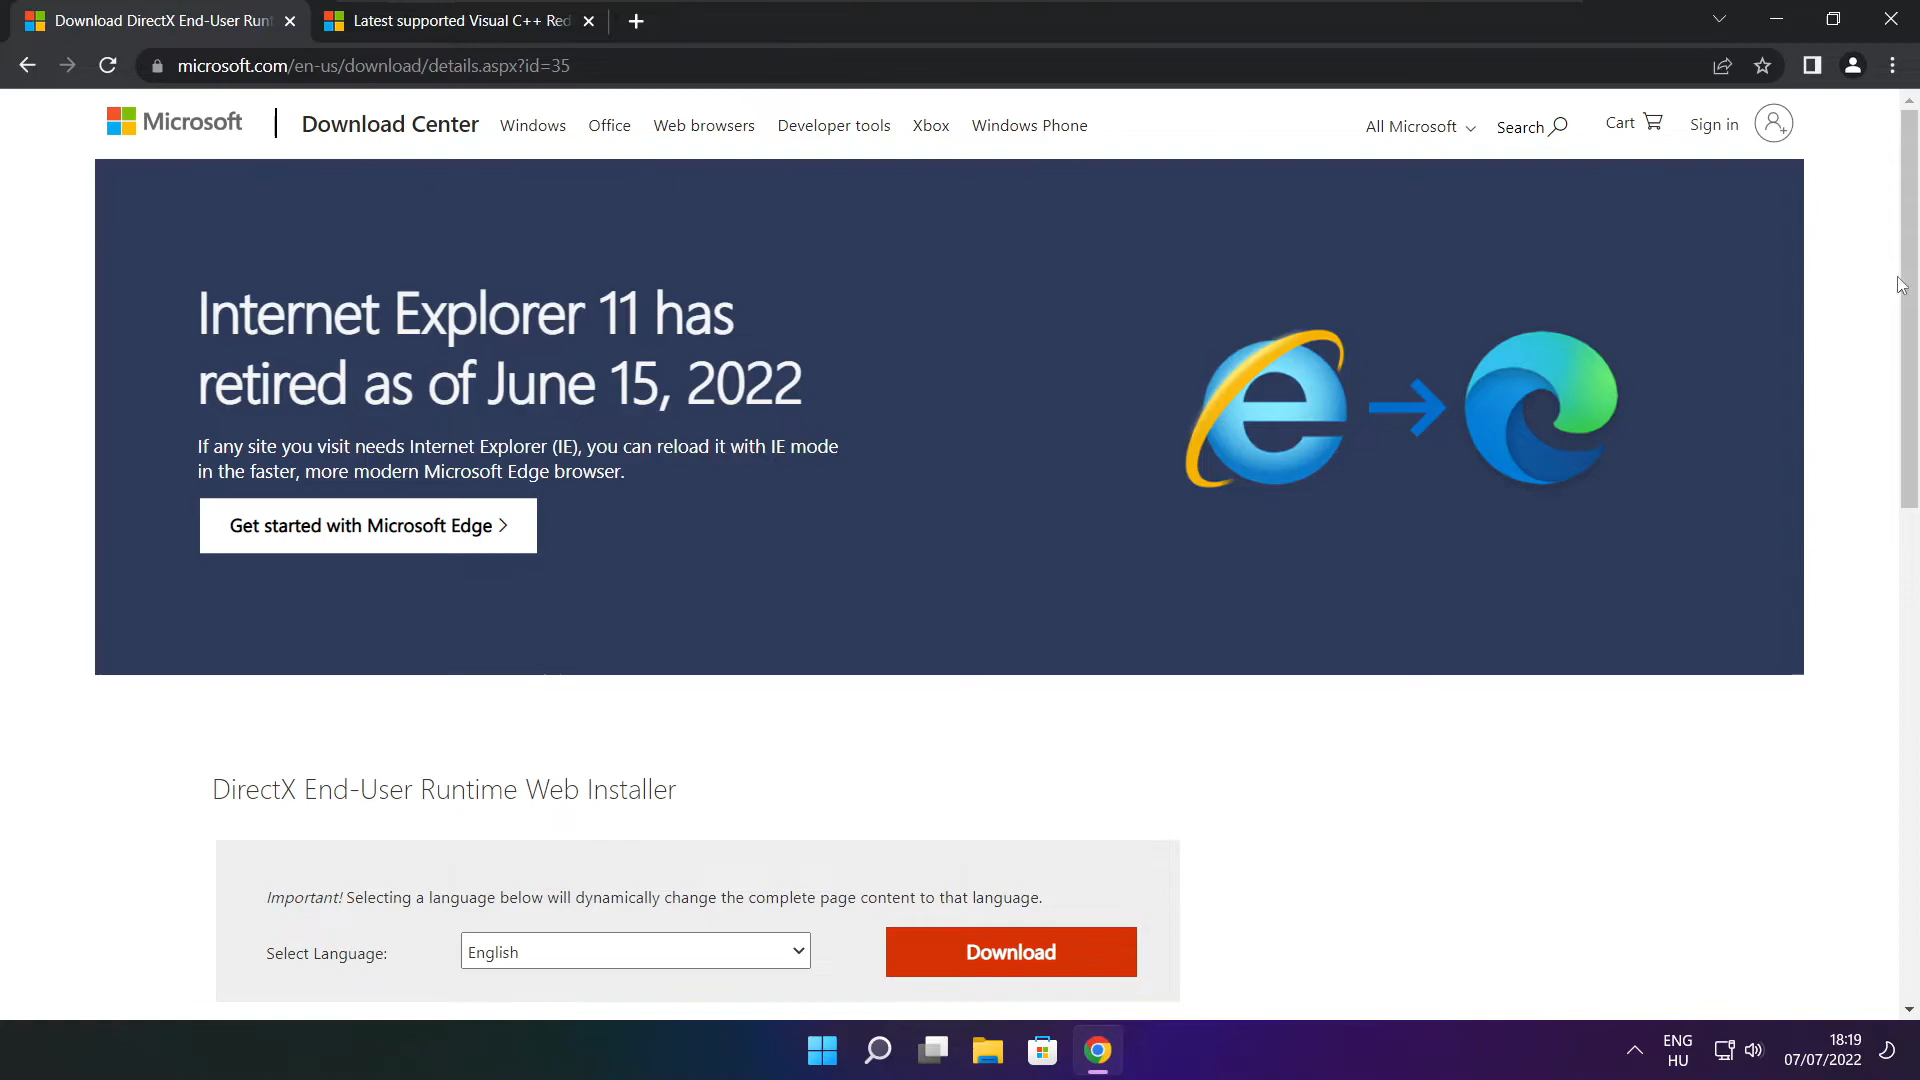 Download DirectX End-User Runt
Latest supported Visual C++ Red
microsoft.com/en-us/download/details.aspx?id=35
Microsoft
Download Center
Windows
Office
Web browsers
Developer tools
Xbox
Windows Phone
All Microsoft
Search
Cart
Sign in
Internet Explorer 11 has
retired as of June 15, 2022
If any site you visit needs Internet Explorer (IE), you can reload it with IE mode
in the faster, more modern Microsoft Edge browser.
Get started with Microsoft Edge >
DirectX End-User Runtime Web Installer
Important! Selecting a language below will dynamically change the complete page content to that language.
Select Language:
English
Download
ENG
HU
18:19
07/07/2022